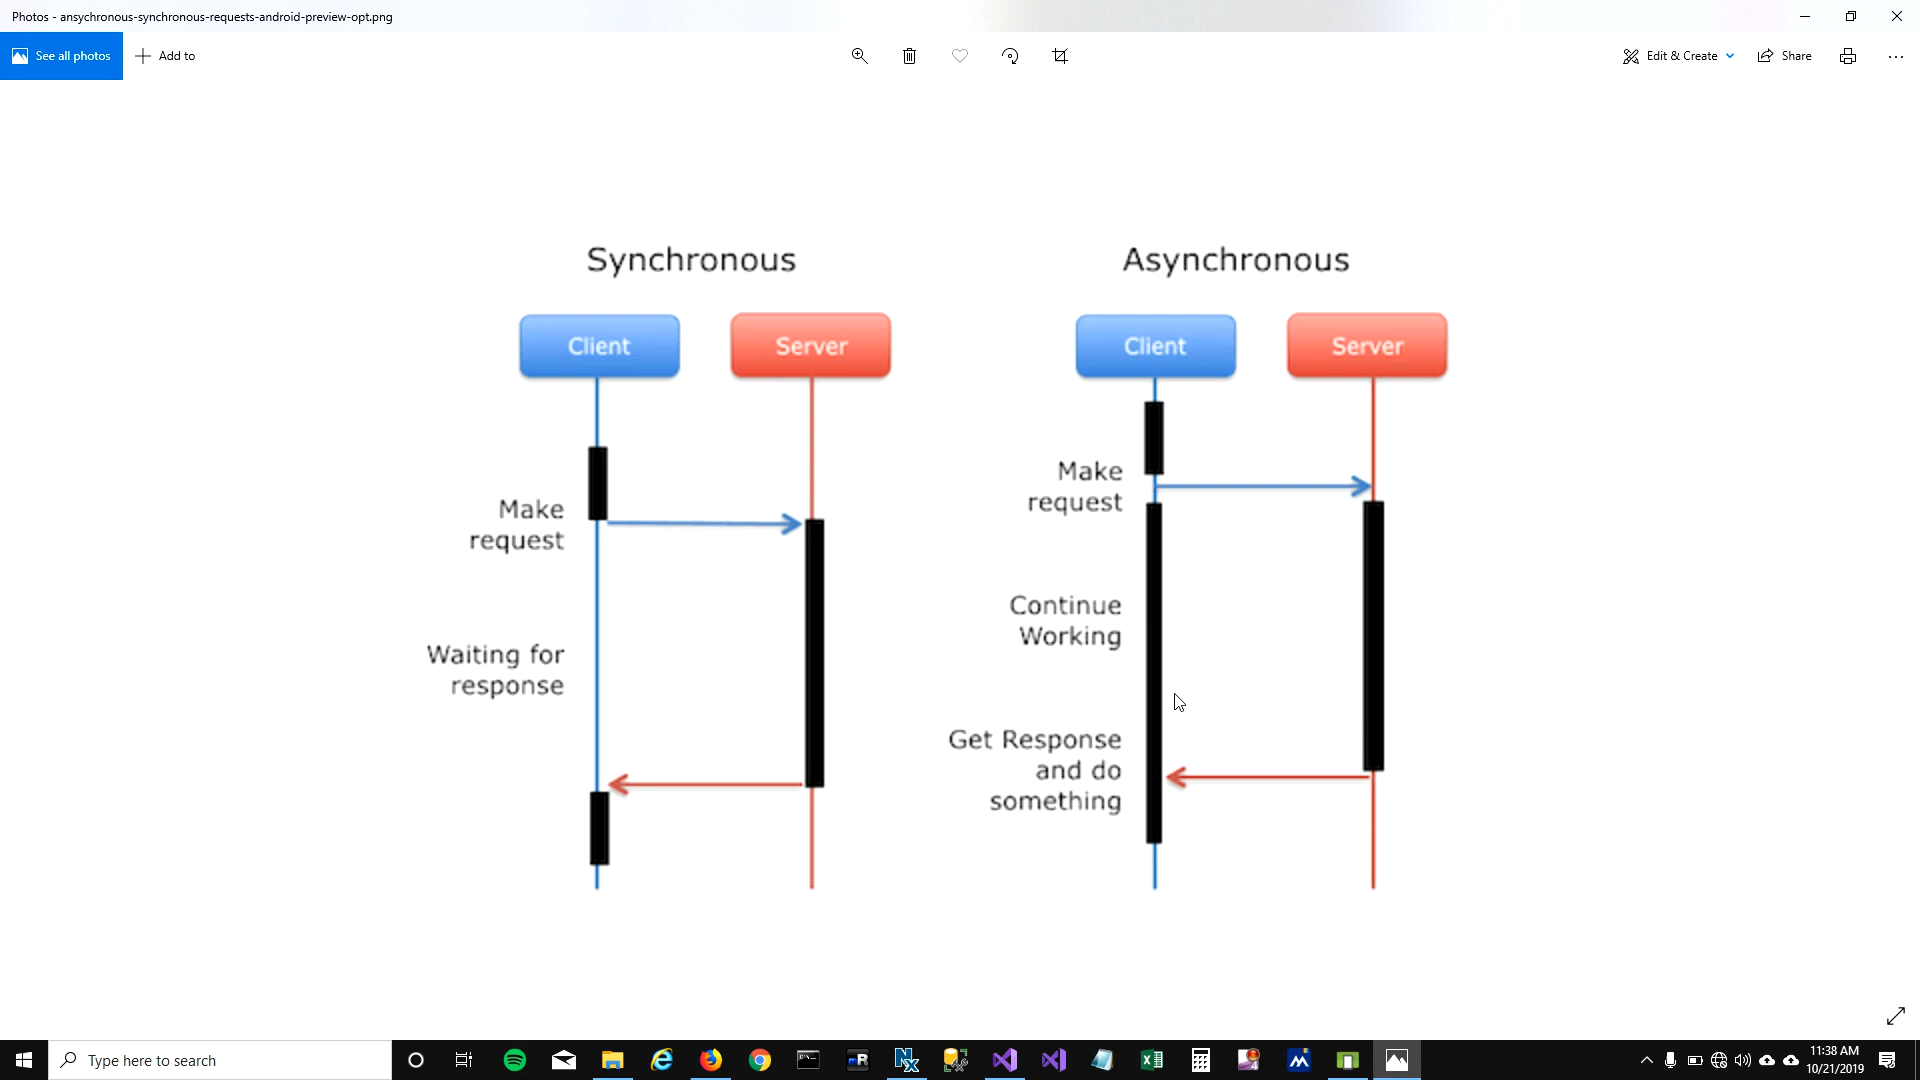 Photos - ansychronous-synchronous-requests-android-preview-opt.png
See all photos
Add to
Edit & Create
Share
Synchronous
Client
Server
Make
request
Waiting for
response
Asynchronous
Client
Server
Make
request
Continue
Working
Get Response
and do
something
Type here to search
11:38 AM
10/21/2019